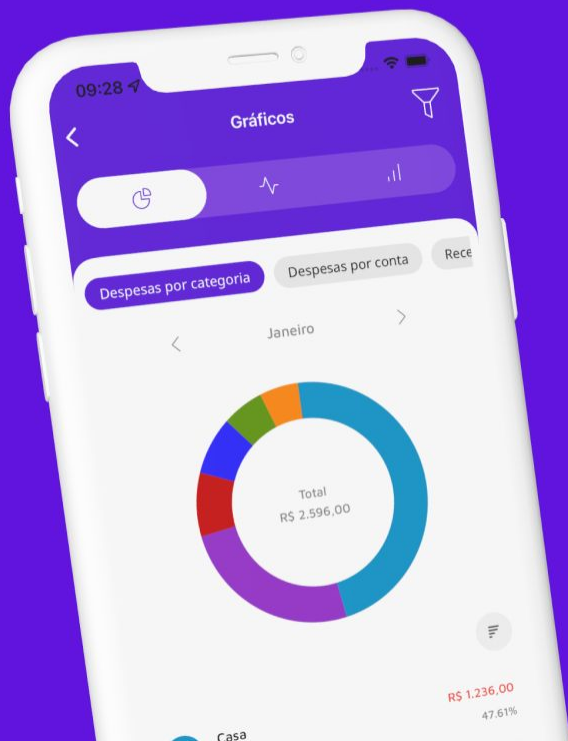 09:28
Gráficos
Despesas por categoria
Despesas por conta
Rece
Janeiro
Total
R$ 2.596,00
R$ 1.236,00
Casa
47.61%